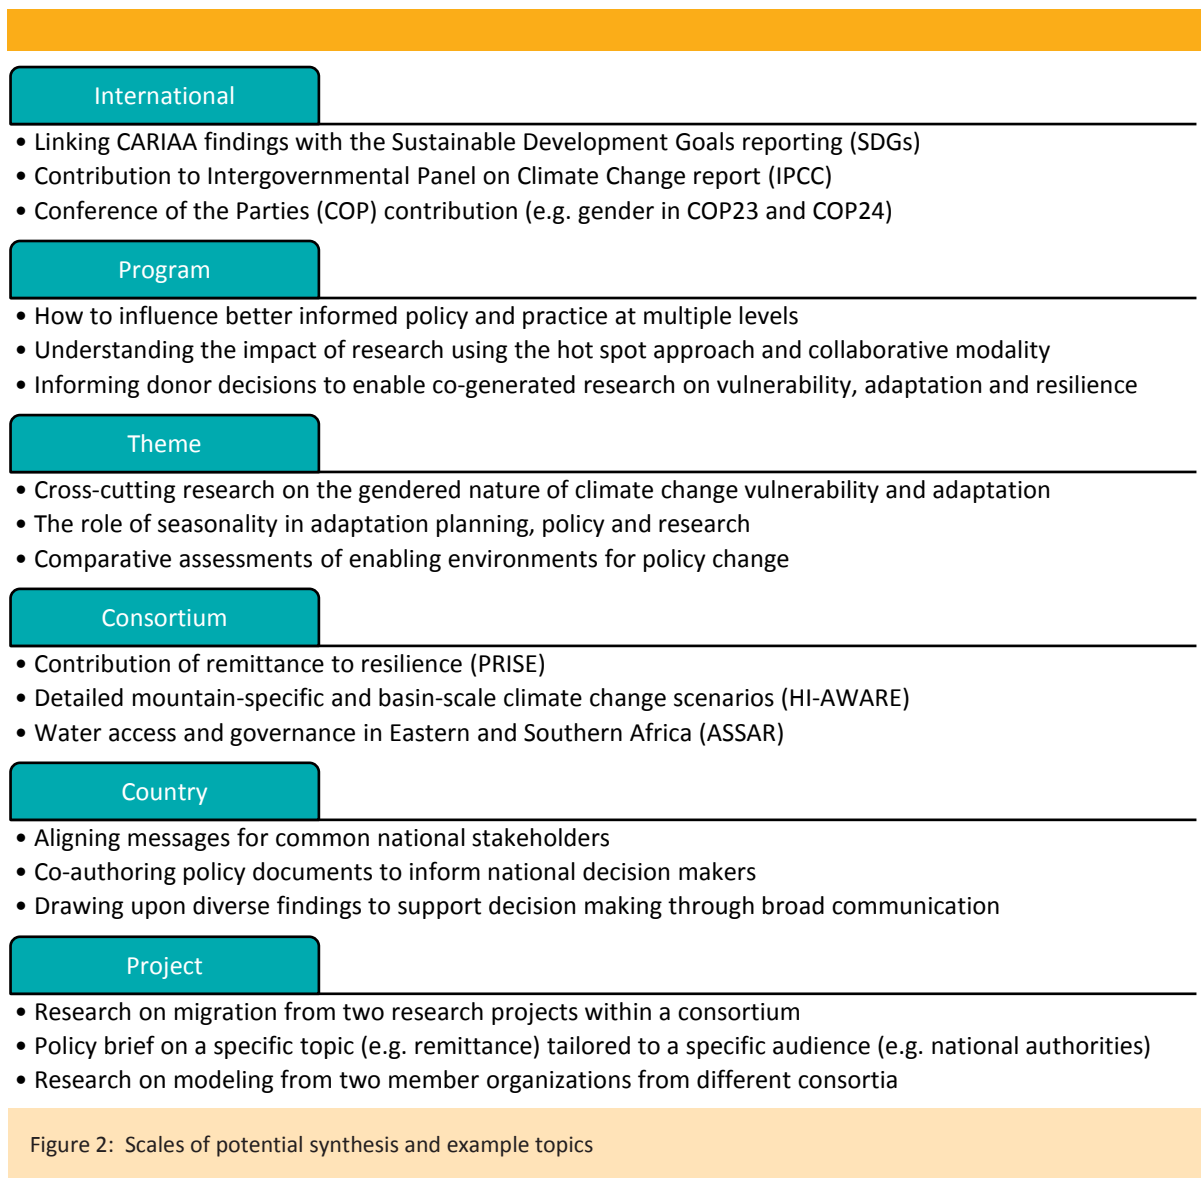 International
• Linking CARIAA findings with the Sustainable Development Goals reporting (SDGs)
• Contribution to Intergovernmental Panel on Climate Change report (IPCC)
• Conference of the Parties (COP) contribution (e.g. gender in COP23 and COP24)
Program
• How to influence better informed policy and practice at multiple levels
• Understanding the impact of research using the hot spot approach and collaborative modality
• Informing donor decisions to enable co-generated research on vulnerability, adaptation and resilience
Theme
• Cross-cutting research on the gendered nature of climate change vulnerability and adaptation
• The role of seasonality in adaptation planning, policy and research
• Comparative assessments of enabling environments for policy change
Consortium
• Contribution of remittance to resilience (PRISE)
• Detailed mountain-specific and basin-scale climate change scenarios (HI-AWARE)
• Water access and governance in Eastern and Southern Africa (ASSAR)
Country
• Aligning messages for common national stakeholders
• Co-authoring policy documents to inform national decision makers
• Drawing upon diverse findings to support decision making through broad communication
Project
• Research on migration from two research projects within a consortium
• Policy brief on a specific topic (e.g. remittance) tailored to a specific audience (e.g. national authorities)
• Research on modeling from two member organizations from different consortia
Figure 2:  Scales of potential synthesis and example topics